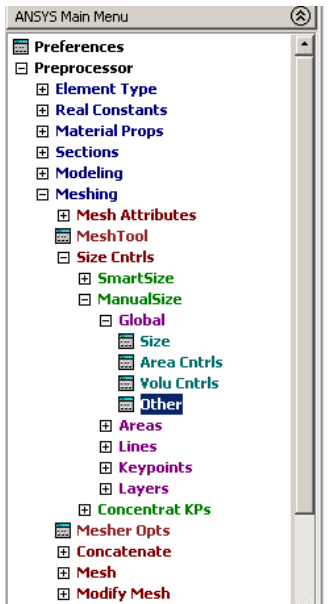 ANSYS Main Menu
Preferences
Preprocessor
Element Type
Real Constants
Material Props
Sections
Modeling
Meshing
Mesh Attributes
MeshTool
Size Cntrls
SmartSize
ManualSize
Global
Size
Area Cntrls
Volu Cntrls
Other
Areas
Lines
Keypoints
Layers
Concentrat KPs
Mesher Opts
Concatenate
Mesh
Modify Mesh